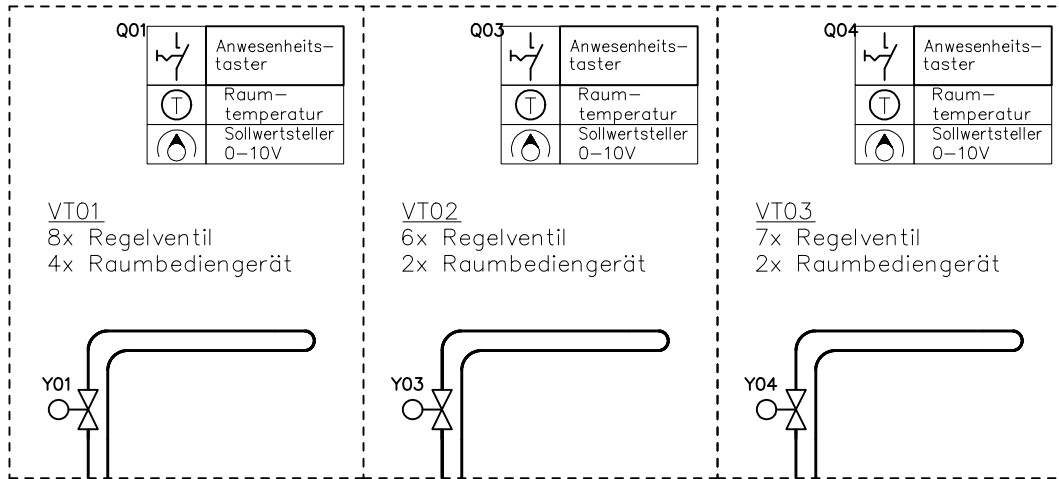 Q01
Anwesenheits-
taster
T
Raum-
temperatur
Sollwertsteller
0-10V
VT01
8x Regelventil
4x Raumbediengerät
Y01
Q03
Anwesenheits-
taster
T
Raum-
temperatur
Sollwertsteller
0-10V
VT02
6x Regelventil
2x Raumbediengerät
Y03
Q04
Anwesenheits-
taster
T
Raum-
temperatur
Sollwertsteller
0-10V
VT03
7x Regelventil
2x Raumbediengerät
Y04